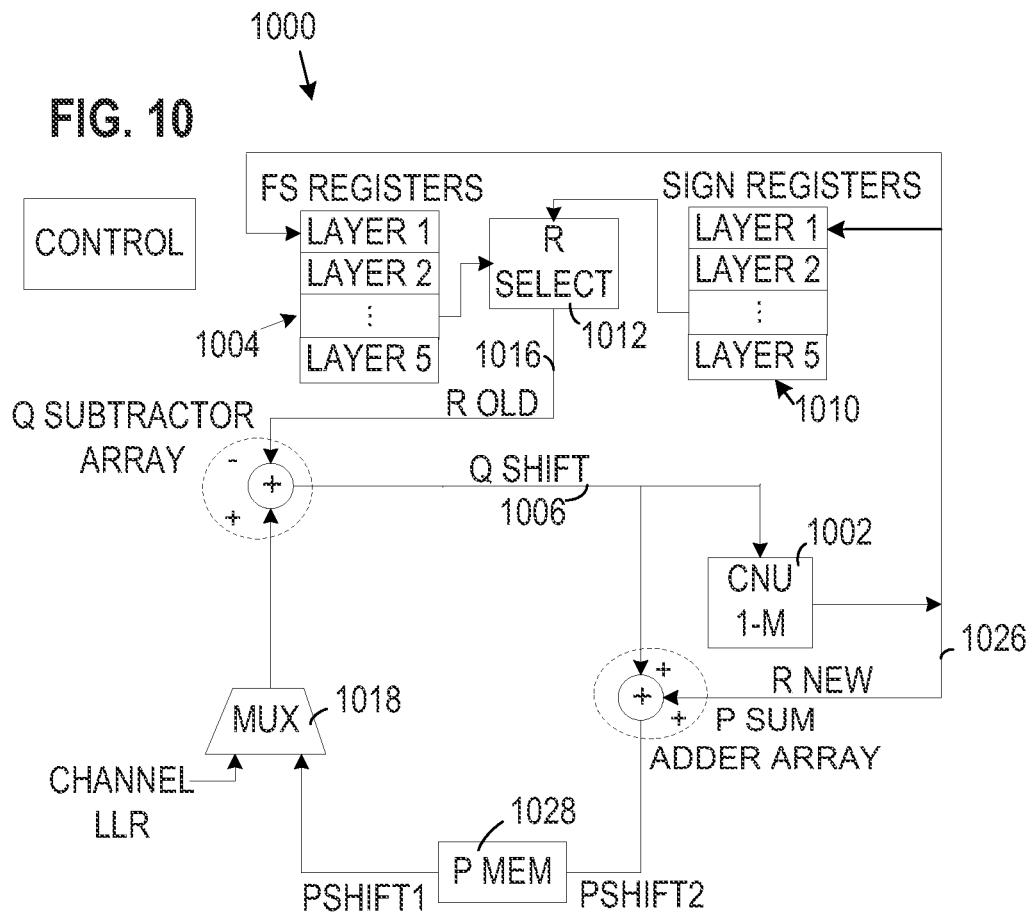 1000
FIG. 10
CONTROL
FS REGISTERS
LAYER 1
LAYER 2
...
LAYER 5
1004
R
SELECT
1012
SIGN REGISTERS
LAYER 1
LAYER 2
...
LAYER 5
1010
1016
R OLD
Q SUBTRACTOR
ARRAY
-
+
+
Q SHIFT
1006
1002
CNU
1-M
1026
R NEW
+
+
+
P SUM
ADDER ARRAY
MUX
1018
CHANNEL
LLR
1028
P MEM
PSHIFT1
PSHIFT2